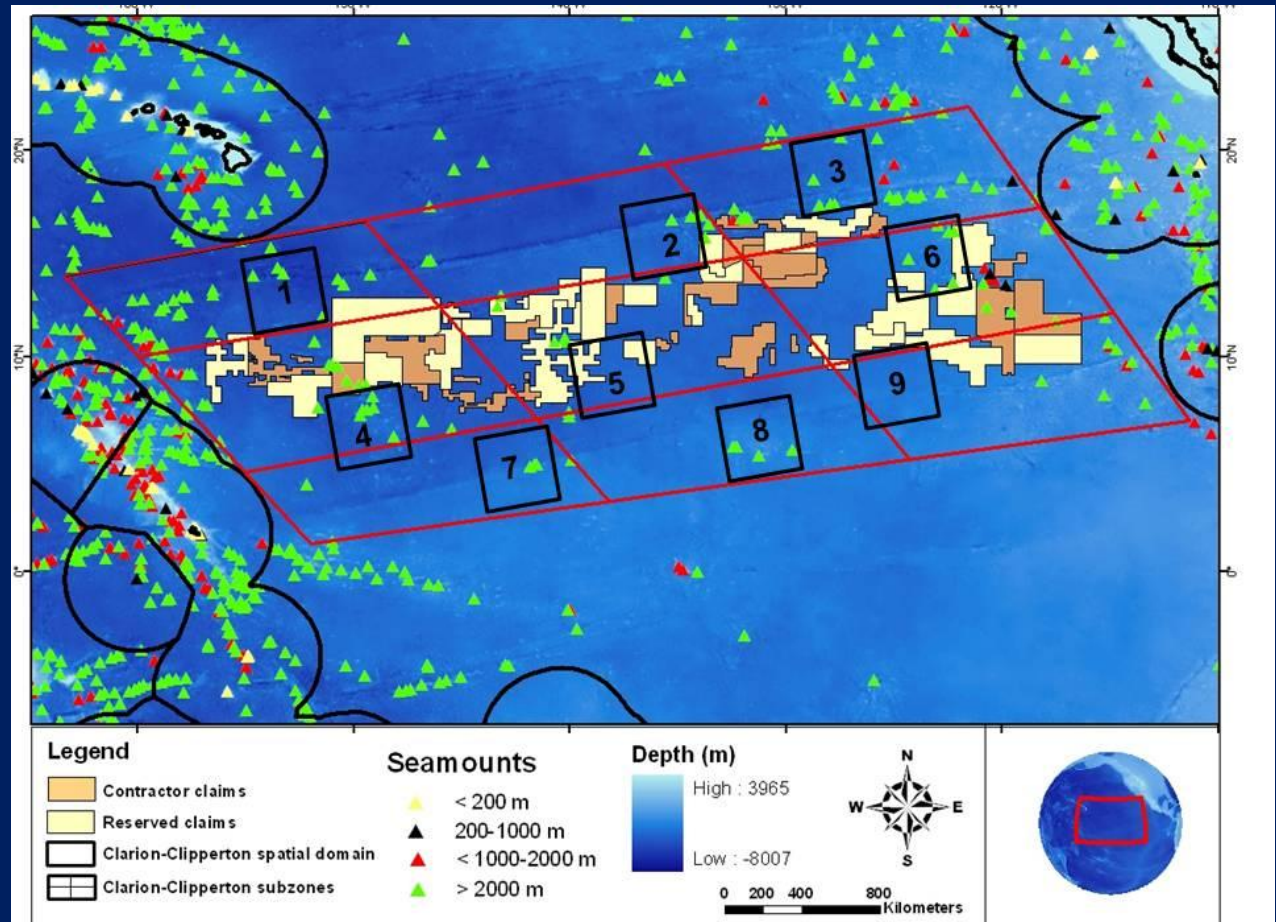 20°N
20°N
3
2
6
1
10°N
10°N
5
9
4
8
7
0°
0°
Legend
Contractor claims
Reserved claims
Clarion-Clipperton spatial domain
Clarion-Clipperton subzones
Seamounts
< 200 m
200-1000 m
< 1000-2000 m
> 2000 m
Depth (m)
High : 3965
Low : -8007
N
W
E
S
0 200 400 800
Kilometers